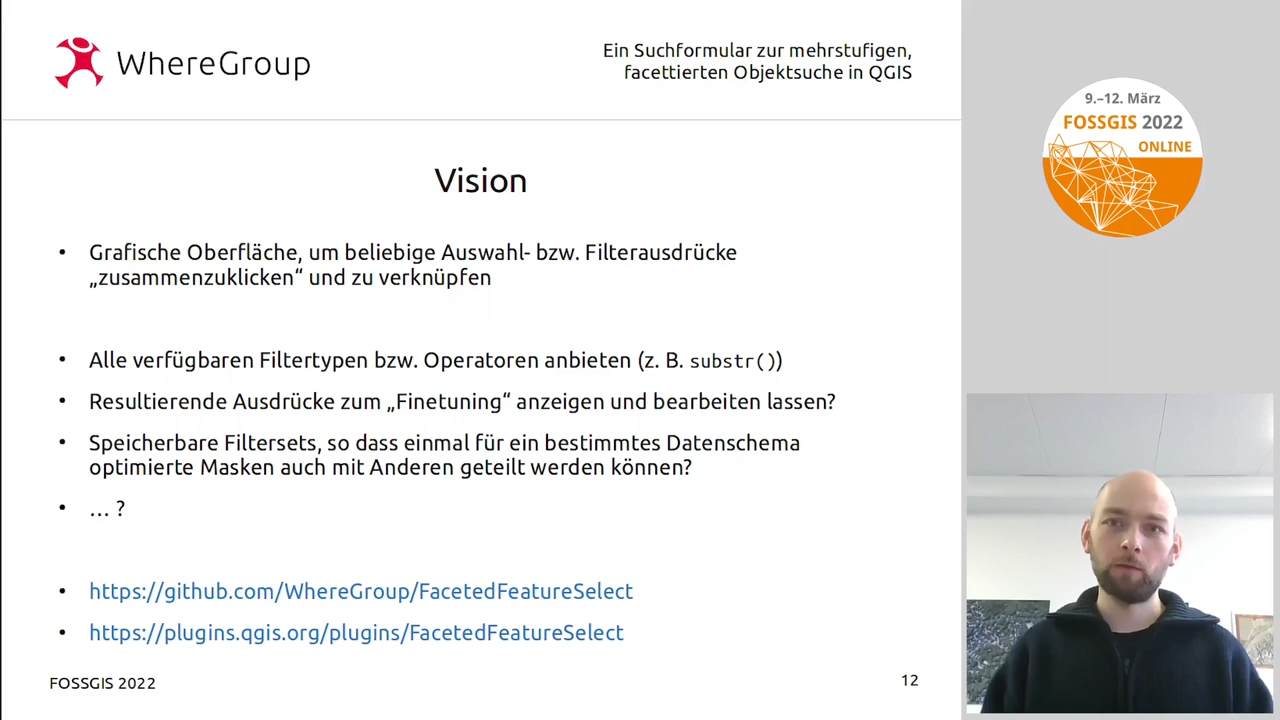 WhereGroup
Ein Suchformular zur mehrstufigen,
facettierten Objektsuche in QGIS
9.–12. März
FOSSGIS 2022
ONLINE
Vision
• Grafische Oberfläche, um beliebige Auswahl- bzw. Filterausdrücke
„zusammenzuklicken“ und zu verknüpfen
• Alle verfügbaren Filtertypen bzw. Operatoren anbieten (z. B. substr())
• Resultierende Ausdrücke zum „Finetuning“ anzeigen und bearbeiten lassen?
• Speicherbare Filtersets, so dass einmal für ein bestimmtes Datenschema
optimierte Masken auch mit Anderen geteilt werden können?
• … ?
• https://github.com/WhereGroup/FacetedFeatureSelect
• https://plugins.qgis.org/plugins/FacetedFeatureSelect
FOSSGIS 2022
12